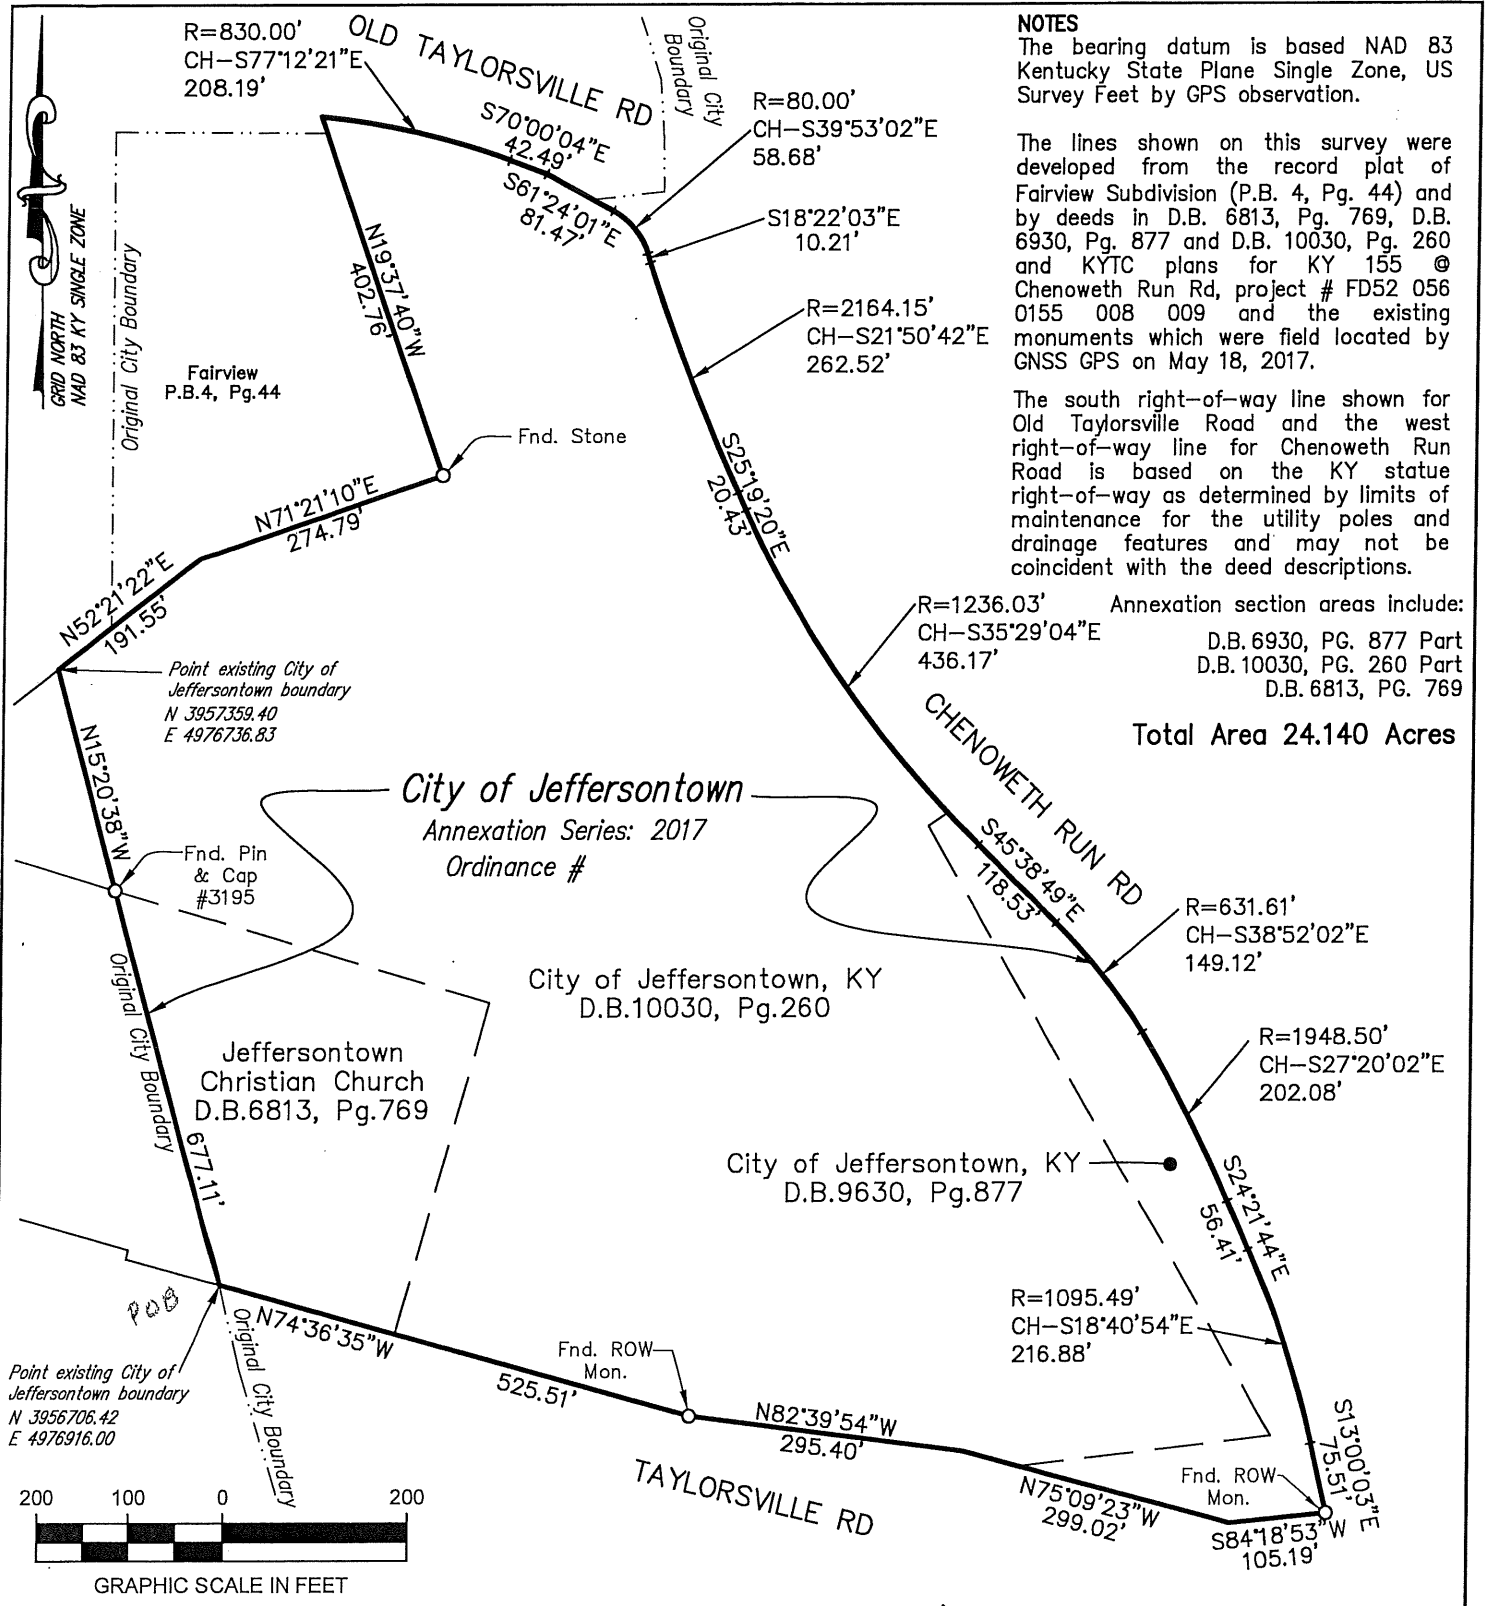 R=830.00'
CH–S77°12'21"E
208.19'
OLD TAYLORSVILLE RD
Original City
Boundary
S70°00'04"E
42.49'
S61°24'01"E
81.47'
R=80.00'
CH–S39°53'02"E
58.68'
S18°22'03"E
10.21'
R=2164.15'
CH–S21°50'42"E
262.52'
NOTES
The bearing datum is based NAD 83
Kentucky State Plane Single Zone, US
Survey Feet by GPS observation.
The lines shown on this survey were
developed from the record plat of
Fairview Subdivision (P.B. 4, Pg. 44) and
by deeds in D.B. 6813, Pg. 769, D.B.
6930, Pg. 877 and D.B. 10030, Pg. 260
and KYTC plans for KY 155 @
Chenoweth Run Rd, project # FD52 056
0155 008 009 and the existing
monuments which were field located by
GNSS GPS on May 18, 2017.
The south right–of–way line shown for
Old Taylorsville Road and the west
right–of–way line for Chenoweth Run
Road is based on the KY statue
right–of–way as determined by limits of
maintenance for the utility poles and
drainage features and may not be
coincident with the deed descriptions.
Annexation section areas include:
D.B. 6930, PG. 877 Part
D.B. 10030, PG. 260 Part
D.B. 6813, PG. 769
Total Area 24.140 Acres
GRID NORTH
NAD 83 KY SINGLE ZONE
Original City Boundary
N19°37'40"W
402.76'
Fairview
P.B.4, Pg.44
Fnd. Stone
N71°21'10"E
274.79'
N52°21'22"E
191.55'
S25°19'20"E
20.43'
R=1236.03'
CH–S35°29'04"E
436.17'
Point existing City of
Jeffersontown boundary
N 3957359.40
E 4976736.83
N15°20'38"W
677.11'
Fnd. Pin
& Cap
#3195
City of Jeffersontown
Annexation Series: 2017
Ordinance #
CHENOWETH RUN RD
S45°38'49"E
118.53'
R=631.61'
CH–S38°52'02"E
149.12'
Original City Boundary
City of Jeffersontown, KY
D.B.10030, Pg.260
Jeffersontown
Christian Church
D.B.6813, Pg.769
R=1948.50'
CH–S27°20'02"E
202.08'
City of Jeffersontown, KY
D.B.9630, Pg.877
S24°21'44"E
56.41'
R=1095.49'
CH–S18°40'54"E
216.88'
POB
Point existing City of
Jeffersontown boundary
N 3956706.42
E 4976916.00
Original City Boundary
N74°36'35"W
525.51'
Fnd. ROW
Mon.
N82°39'54"W
295.40'
TAYLORSVILLE RD
N75°09'23"W
299.02'
Fnd. ROW
Mon.
S13°00'03"E
75.51'
S84°18'53"W
105.19'
200 100 0 200
GRAPHIC SCALE IN FEET